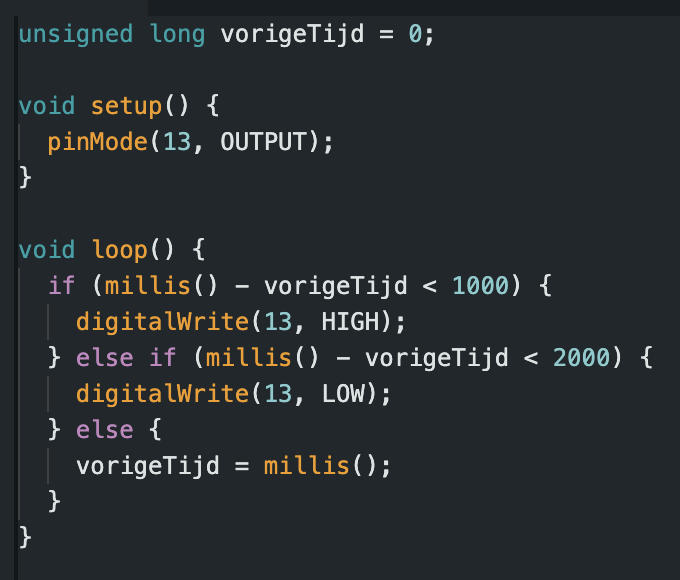 unsigned long vorigeTijd = 0;
void setup() {
  pinMode(13, OUTPUT);
}
void loop() {
  if (millis() - vorigeTijd < 1000) {
    digitalWrite(13, HIGH);
  } else if (millis() - vorigeTijd < 2000) {
    digitalWrite(13, LOW);
  } else {
    vorigeTijd = millis();
  }
}